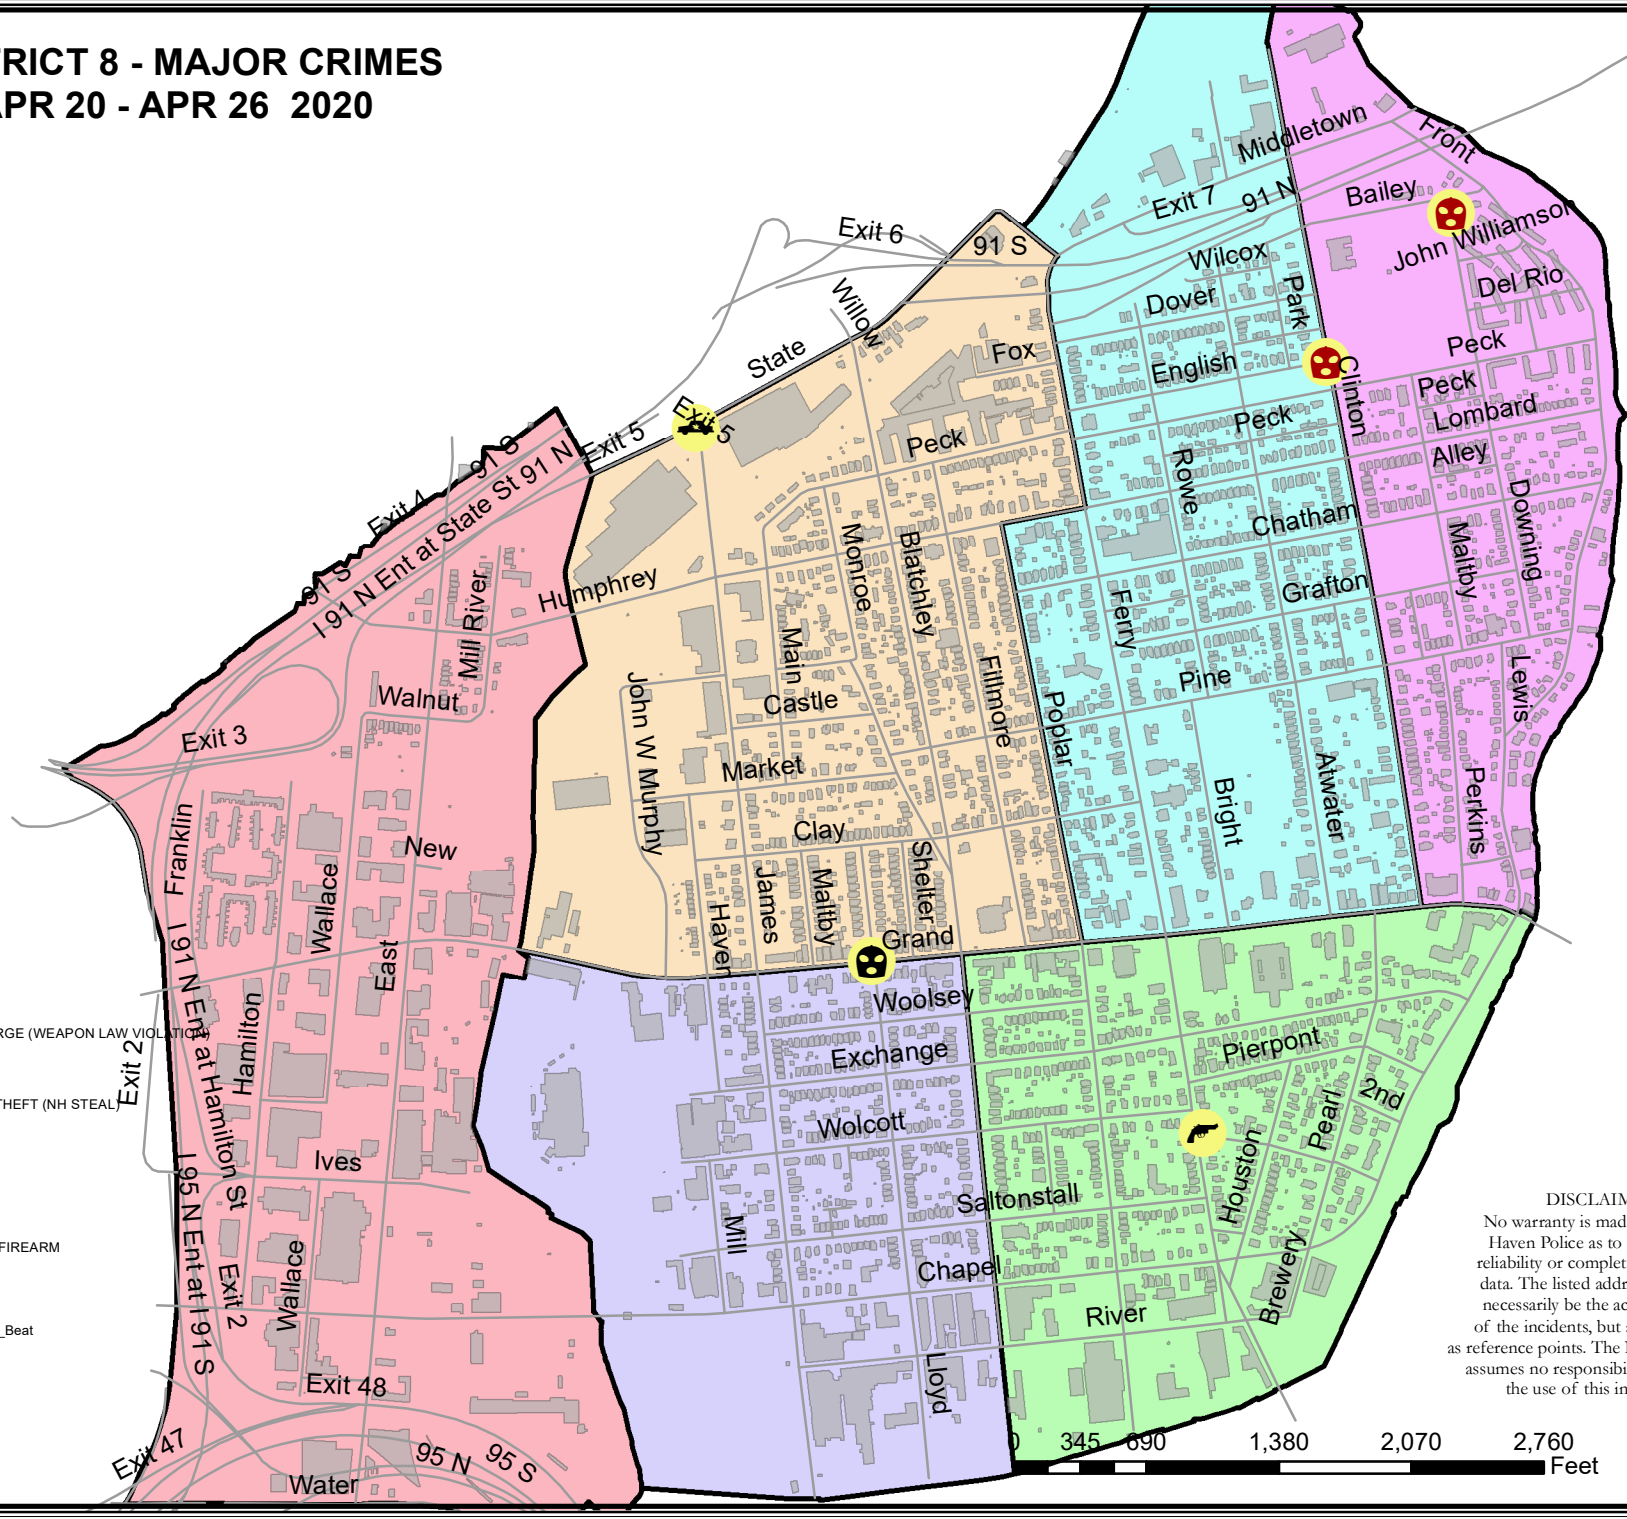 RICT 8 - MAJOR CRIMES
APR 20 - APR 26 2020
Middletown
Front
Exit 7
91 N
Bailey
Exit 6
91 S
John Williamson
Wilcox
Del Rio
Dover
Park
Willow
State
Fox
English
Clinton
Peck
Peck
Lombard
Exit 5
Exit 5
Peck
Peck
Alley
91 S
I 91 N Ent at State St 91 N
Exit 4
Rowe
Chatham
Downing
Maltby
Monroe
Blatchley
91 S
Humphrey
Mill River
Grafton
Ferry
Main
Fillmore
Pine
Lewis
Walnut
Castle
Poplar
John W Murphy
Exit 3
Market
Bright
Atwater
Perkins
Franklin
New
Clay
Shelter
Wallace
James
Maltby
Haven
Grand
East
I 91 N Ent at Hamilton St
Woolsey
Hamilton
RGE (WEAPON LAW VIOLATION)
Exit 2
Exchange
Pierpont
THEFT (NH STEAL)
2nd
Pearl
Wolcott
Houston
Ives
I 95 N Ent at I 91 S
Saltonstall
Mill
Chapel
FIREARM
Wallace
Exit 2
Brewery
River
_Beat
Lloyd
Exit 48
Exit 47
95 N
95 S
Water
DISCLAIM
No warranty is mad
Haven Police as to
reliability or complet
data. The listed addr
necessarily be the ac
of the incidents, but
as reference points. The
assumes no responsibi
the use of this in
0 345 690 1,380 2,070 2,760
Feet